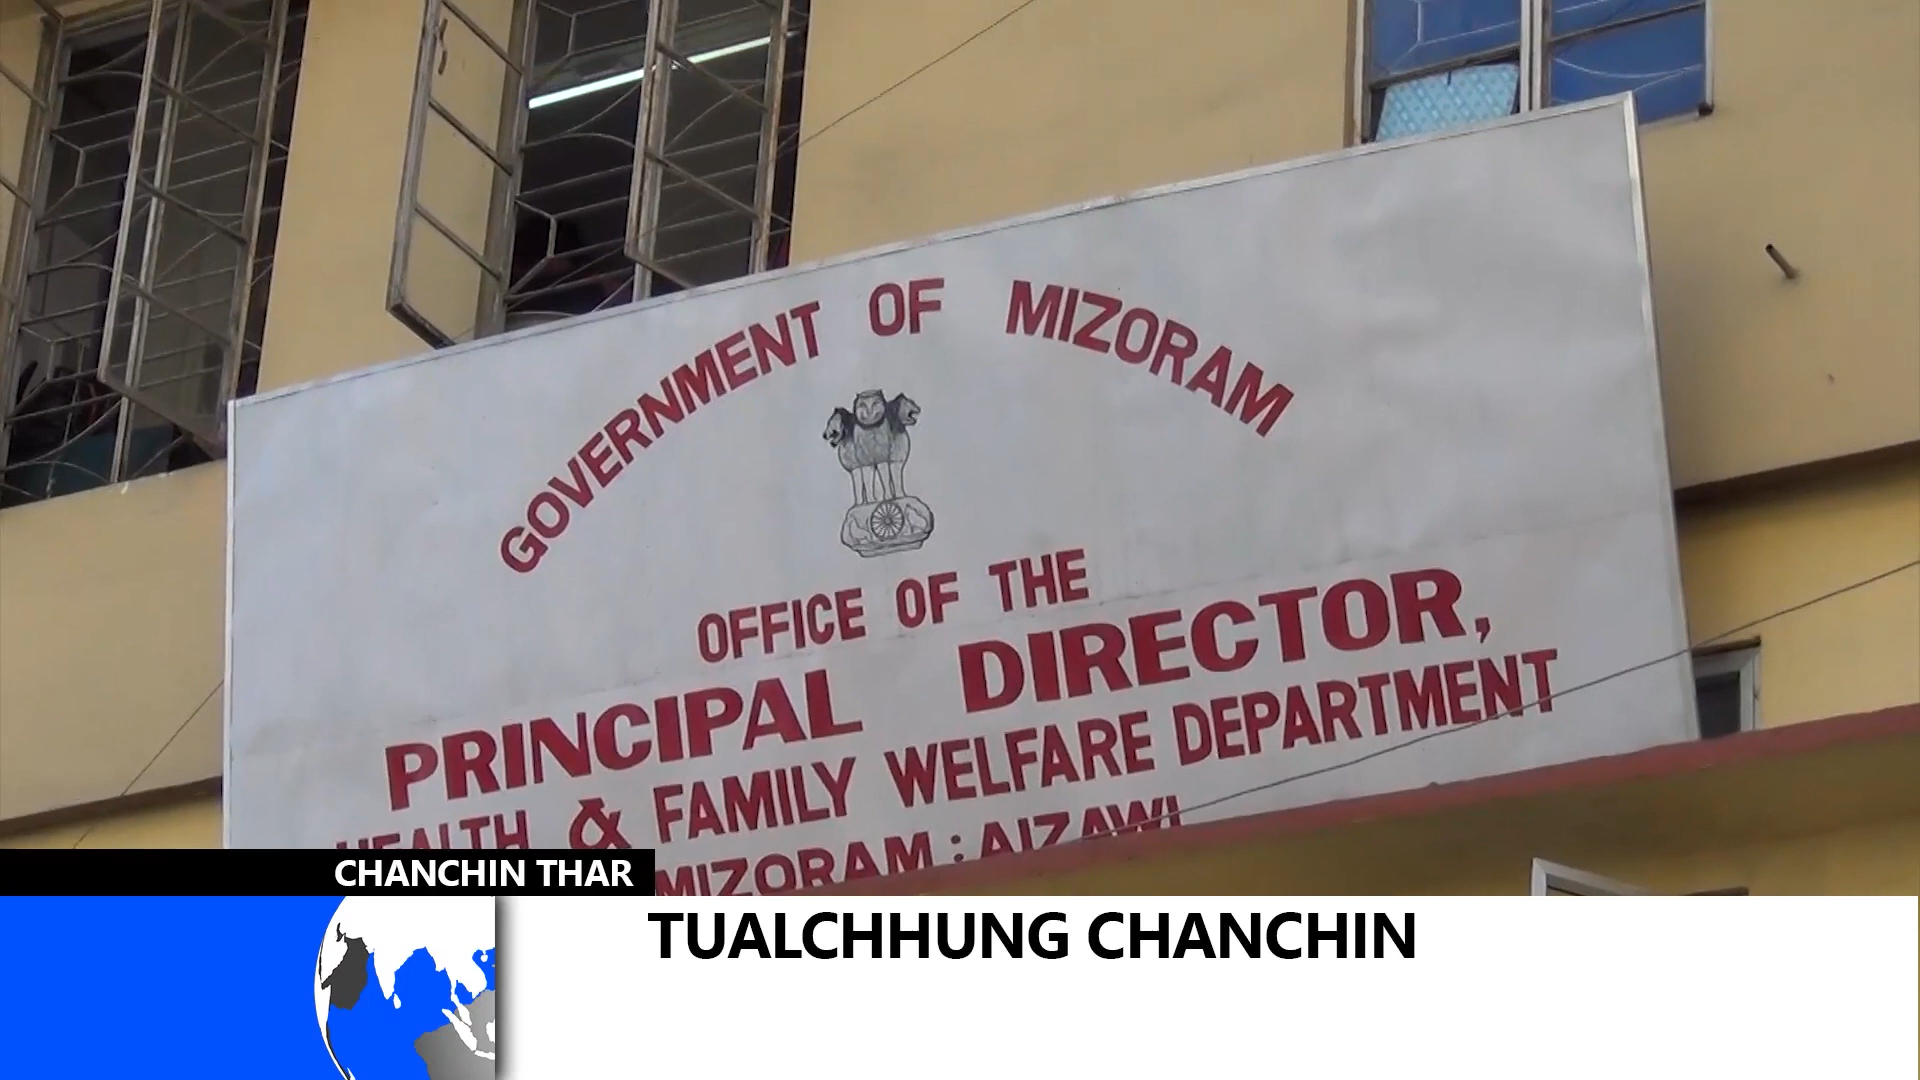 GOVERNMENT OF MIZORAM
OFFICE OF THE
PRINCIPAL DIRECTOR,
HEALTH & FAMILY WELFARE DEPARTMENT
MIZORAM : AIZAWL
CHANCHIN THAR
TUALCHHUNG CHANCHIN